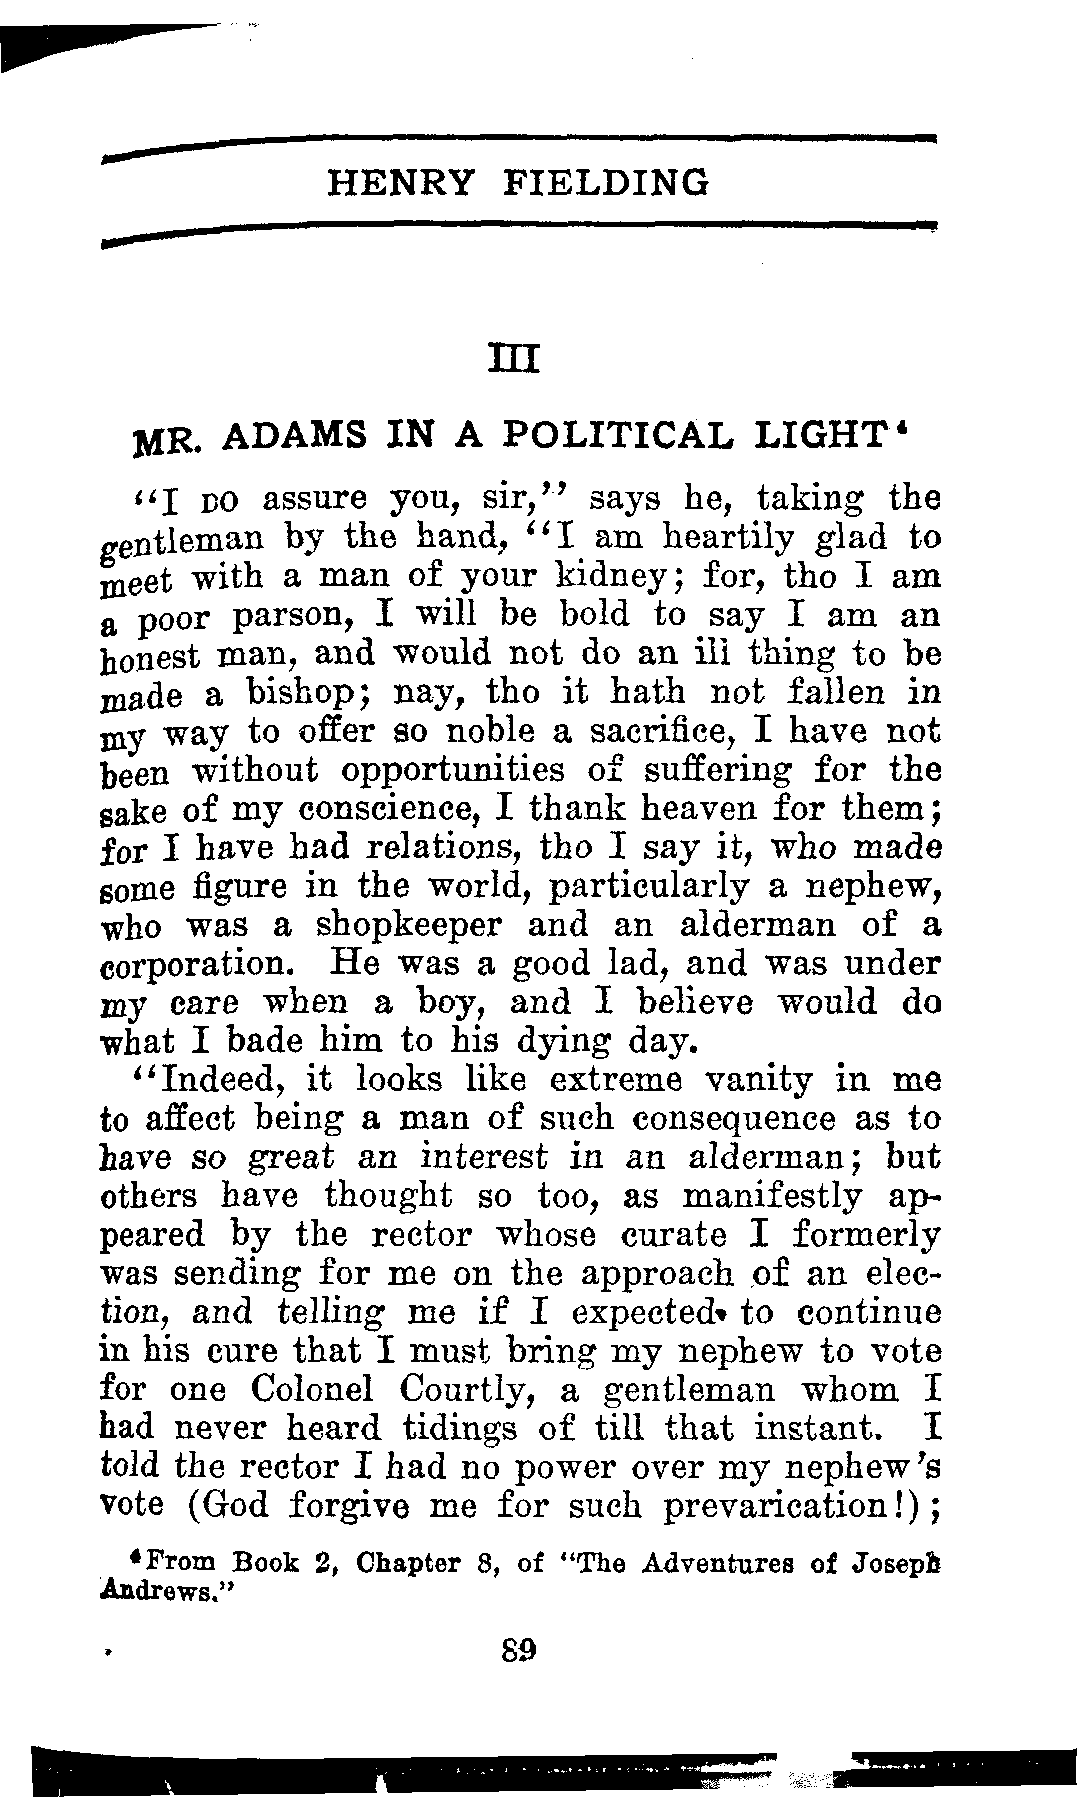 HENRY FIELDING
III
MR. ADAMS IN A POLITICAL LIGHT⁴
"I DO assure you, sir," says he, taking the
gentleman by the hand, "I am heartily glad to
meet with a man of your kidney; for, tho I am
a poor parson, I will be bold to say I am an
honest man, and would not do an ill thing to be
made a bishop; nay, tho it hath not fallen in
my way to offer so noble a sacrifice, I have not
been without opportunities of suffering for the
sake of my conscience, I thank heaven for them;
for I have had relations, tho I say it, who made
some figure in the world, particularly a nephew,
who was a shopkeeper and an alderman of a
corporation. He was a good lad, and was under
my care when a boy, and I believe would do
what I bade him to his dying day.
"Indeed, it looks like extreme vanity in me
to affect being a man of such consequence as to
have so great an interest in an alderman; but
others have thought so too, as manifestly ap-
peared by the rector whose curate I formerly
was sending for me on the approach of an elec-
tion, and telling me if I expected to continue
in his cure that I must bring my nephew to vote
for one Colonel Courtly, a gentleman whom I
had never heard tidings of till that instant. I
told the rector I had no power over my nephew's
vote (God forgive me for such prevarication!);
⁴From Book 2, Chapter 8, of "The Adventures of Joseph
Andrews."
89